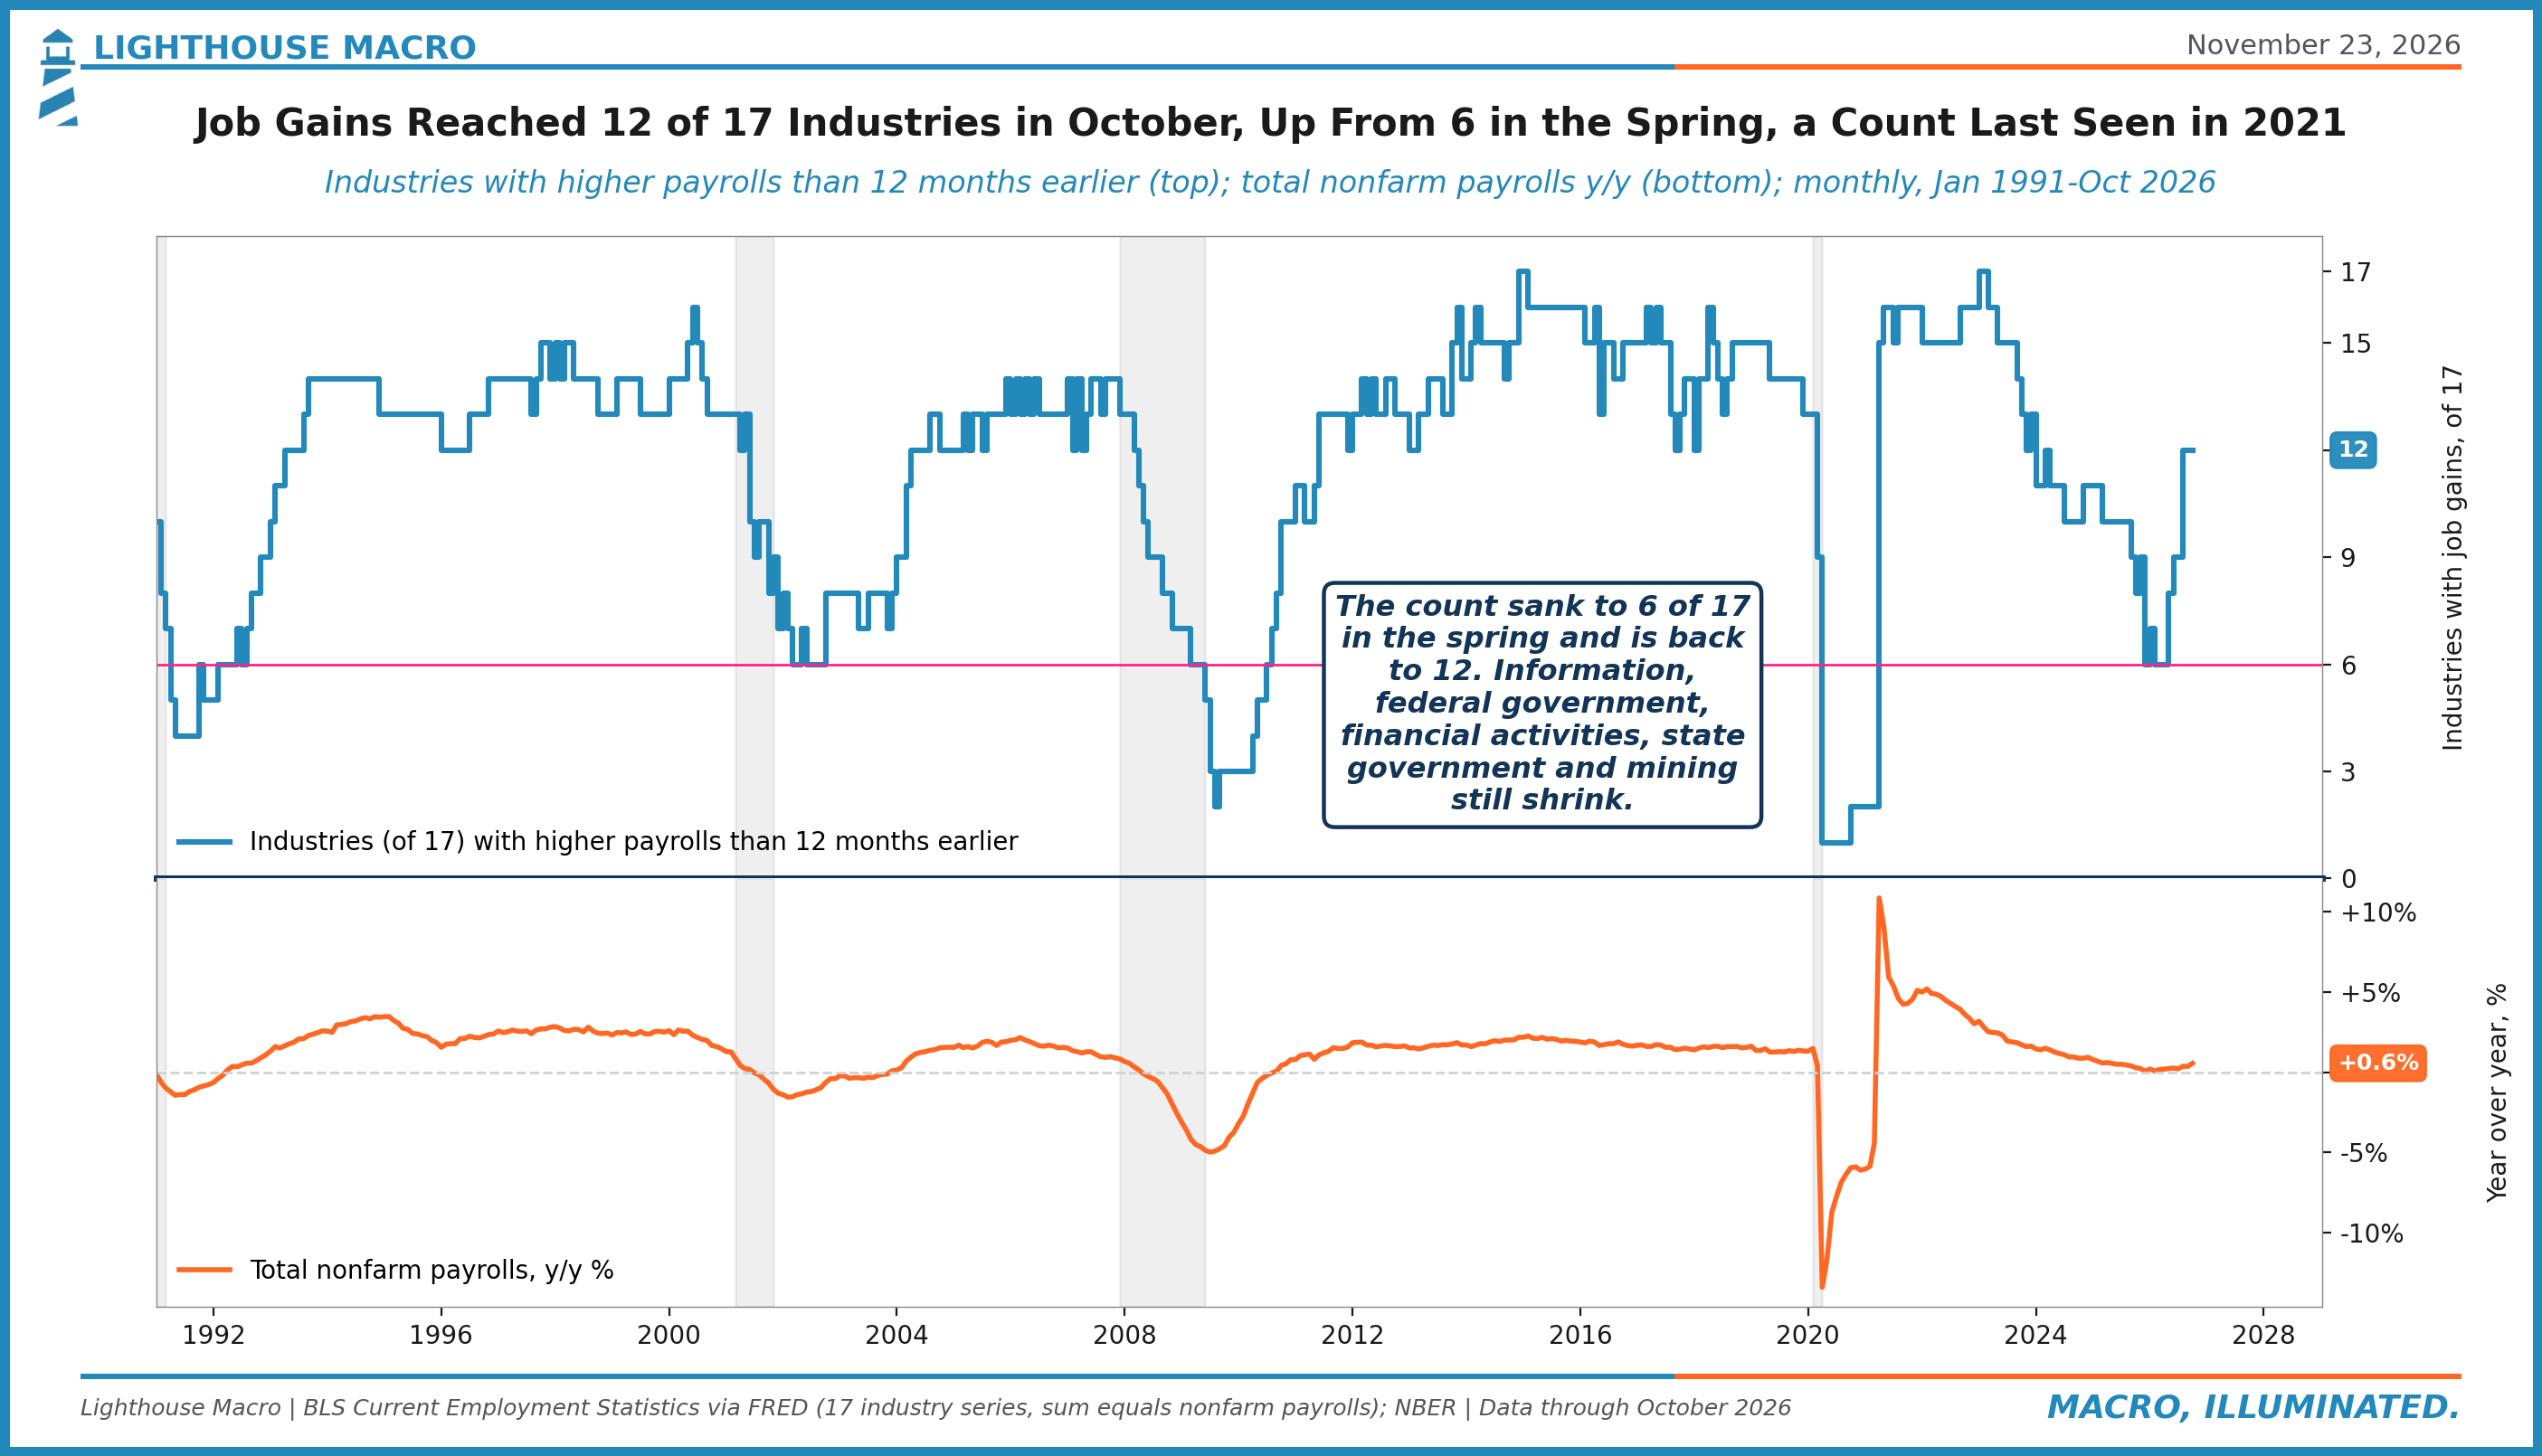 LIGHTHOUSE MACRO
November 23, 2026
Job Gains Reached 12 of 17 Industries in October, Up From 6 in the Spring, a Count Last Seen in 2021
Industries with higher payrolls than 12 months earlier (top); total nonfarm payrolls y/y (bottom); monthly, Jan 1991-Oct 2026
17
15
12
9
6
3
0
Industries with job gains, of 17
The count sank to 6 of 17
in the spring and is back
to 12. Information,
federal government,
financial activities, state
government and mining
still shrink.
Industries (of 17) with higher payrolls than 12 months earlier
+10%
+5%
+0.6%
-5%
-10%
Year over year, %
Total nonfarm payrolls, y/y %
1992 1996 2000 2004 2008 2012 2016 2020 2024 2028
Lighthouse Macro | BLS Current Employment Statistics via FRED (17 industry series, sum equals nonfarm payrolls); NBER | Data through October 2026
MACRO, ILLUMINATED.